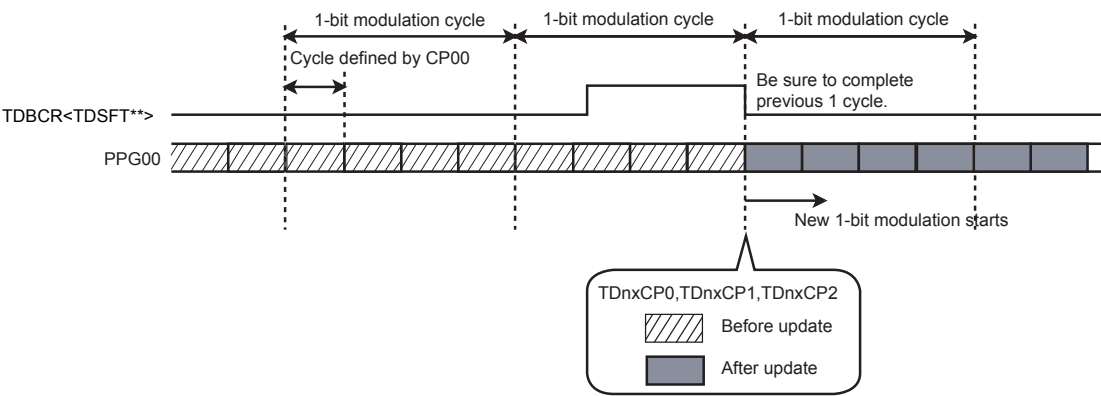 1-bit modulation cycle
1-bit modulation cycle
1-bit modulation cycle
Cycle defined by CP00
Be sure to complete
previous 1 cycle.
TDBCR<TDSFT**>
PPG00
New 1-bit modulation starts
TDnxCP0,TDnxCP1,TDnxCP2
Before update
After update